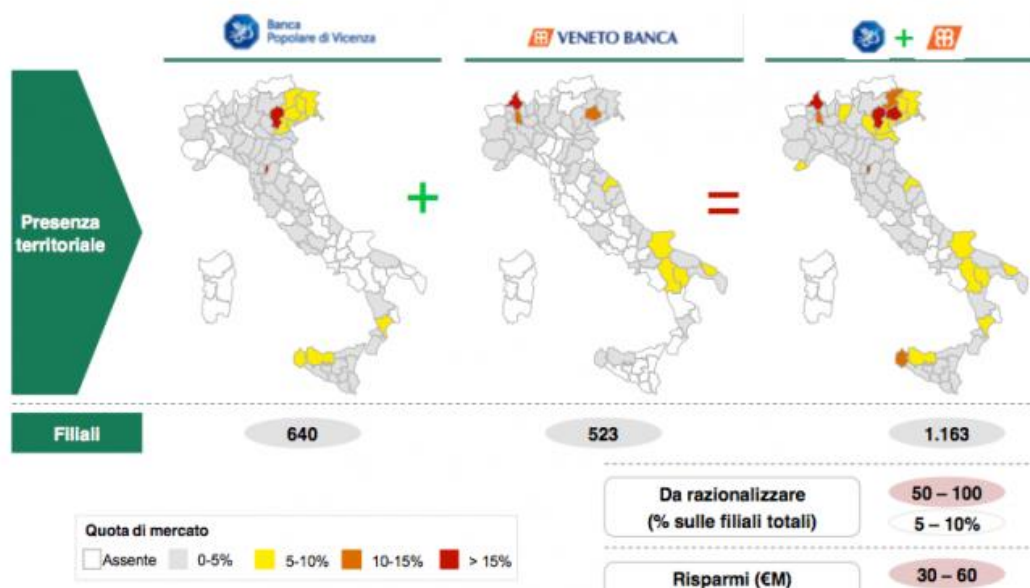 Banca
Popolare di Vicenza
VENETO BANCA
+
Presenza
territoriale
+
=
Filiali
640
523
1.163
Da razionalizzare
(% sulle filiali totali)
50 – 100
5 – 10%
Quota di mercato
Assente
0-5%
5-10%
10-15%
> 15%
Risparmi (€M)
30 – 60